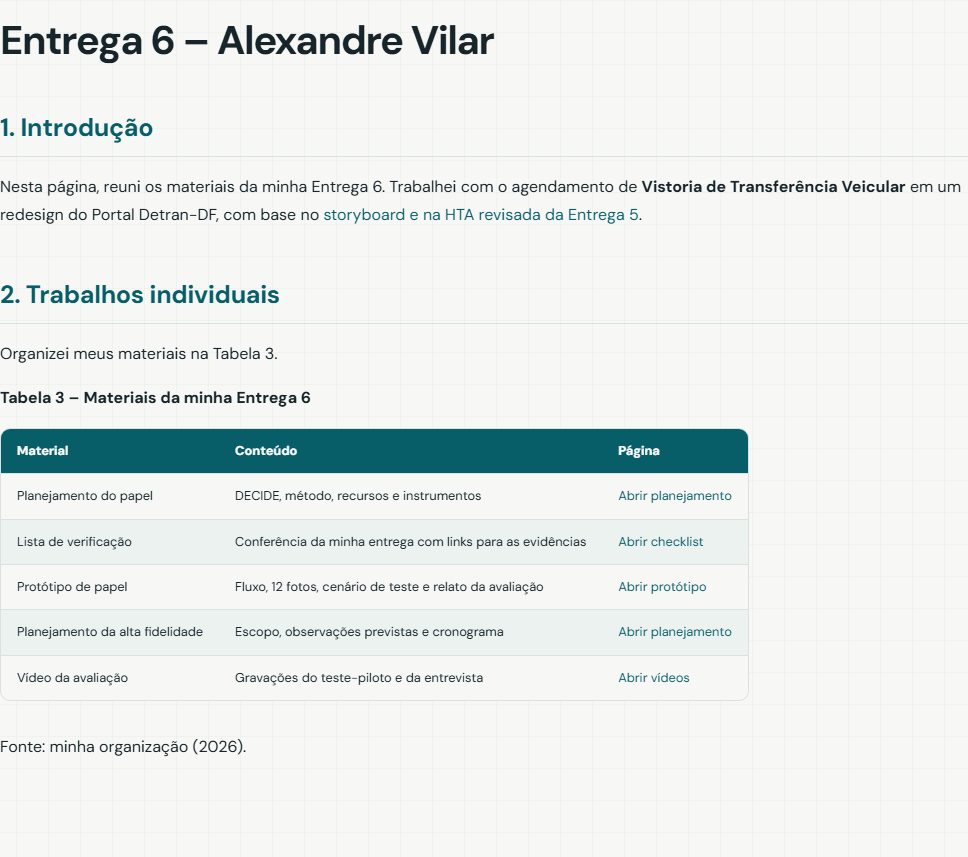 Entrega 6 – Alexandre Vilar
1. Introdução
Nesta página, reuni os materiais da minha Entrega 6. Trabalhei com o agendamento de Vistoria de Transferência Veicular em um
redesign do Portal Detran-DF, com base no storyboard e na HTA revisada da Entrega 5.
2. Trabalhos individuais
Organizei meus materiais na Tabela 3.
Tabela 3 – Materiais da minha Entrega 6
Material Conteúdo Página
Planejamento do papel DECIDE, método, recursos e instrumentos Abrir planejamento
Lista de verificação Conferência da minha entrega com links para as evidências Abrir checklist
Protótipo de papel Fluxo, 12 fotos, cenário de teste e relato da avaliação Abrir protótipo
Planejamento da alta fidelidade Escopo, observações previstas e cronograma Abrir planejamento
Vídeo da avaliação Gravações do teste-piloto e da entrevista Abrir vídeos
Fonte: minha organização (2026).